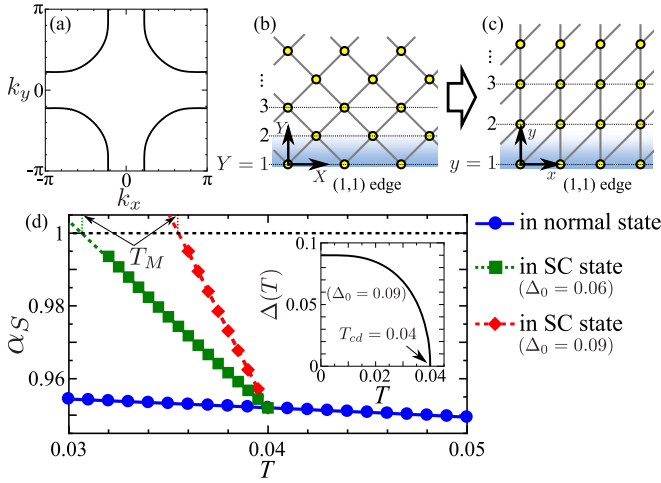 (a)
π
k_y
0
-π
-π
0
π
k_x
(b)
⋮
3
2
Y = 1
Y
X
(1,1) edge
(c)
⋮
3
2
y = 1
y
x
(1,1) edge
(d)
1
0.98
0.96
α_S
T_M
0.03
0.04
0.05
T
0.1
0.05
0
Δ(T)
(Δ_0 = 0.09)
T_cd = 0.04
0
0.02
0.04
T
in normal state
in SC state
(Δ_0 = 0.06)
in SC state
(Δ_0 = 0.09)